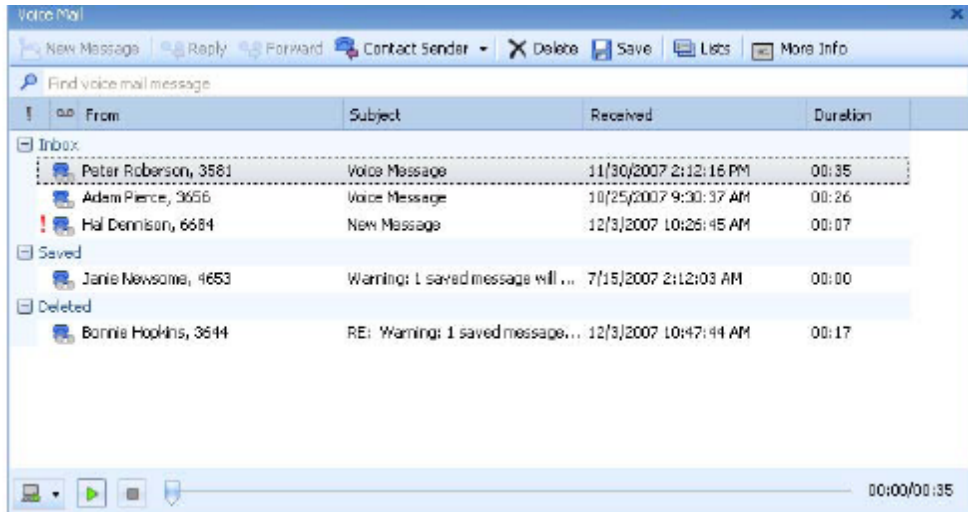 Voice Mail
New Message Reply Forward Contact Sender Delete Save Lists More Info
Find voice mail message
From Subject Received Duration
Inbox
Peter Roberson, 3581 Voice Message 11/30/2007 2:12:16 PM 00:35
Adam Pierce, 3656 Voice Message 10/25/2007 9:30:37 AM 00:26
! Hal Dennison, 6684 New Message 12/3/2007 10:26:45 AM 00:07
Saved
Janie Newsome, 4653 Warning: 1 saved message will ... 7/15/2007 2:12:03 AM 00:00
Deleted
Bonnie Hopkins, 3644 RE: Warning: 1 saved message... 12/3/2007 10:47:44 AM 00:17
00:00/00:35